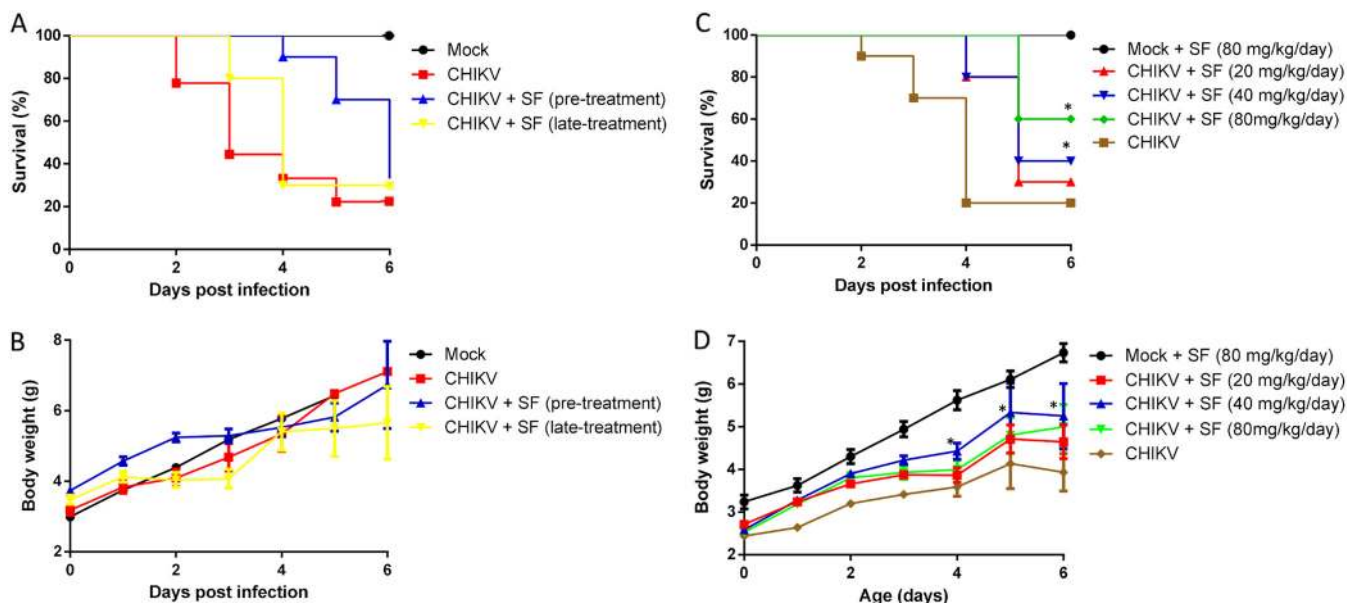 A
100
80
60
40
20
0
Survival (%)
0 2 4 6
Days post infection
Mock
CHIKV
CHIKV + SF (pre-treatment)
CHIKV + SF (late-treatment)
B
8
6
4
2
Body weight (g)
0 2 4 6
Days post infection
Mock
CHIKV
CHIKV + SF (pre-treatment)
CHIKV + SF (late-treatment)
C
100
80
60
40
20
0
Survival (%)
*
*
0 2 4 6
Days post infection
Mock + SF (80 mg/kg/day)
CHIKV + SF (20 mg/kg/day)
CHIKV + SF (40 mg/kg/day)
CHIKV + SF (80mg/kg/day)
CHIKV
D
7
6
5
4
3
2
Body weight (g)
* * *
0 2 4 6
Age (days)
Mock + SF (80 mg/kg/day)
CHIKV + SF (20 mg/kg/day)
CHIKV + SF (40 mg/kg/day)
CHIKV + SF (80mg/kg/day)
CHIKV